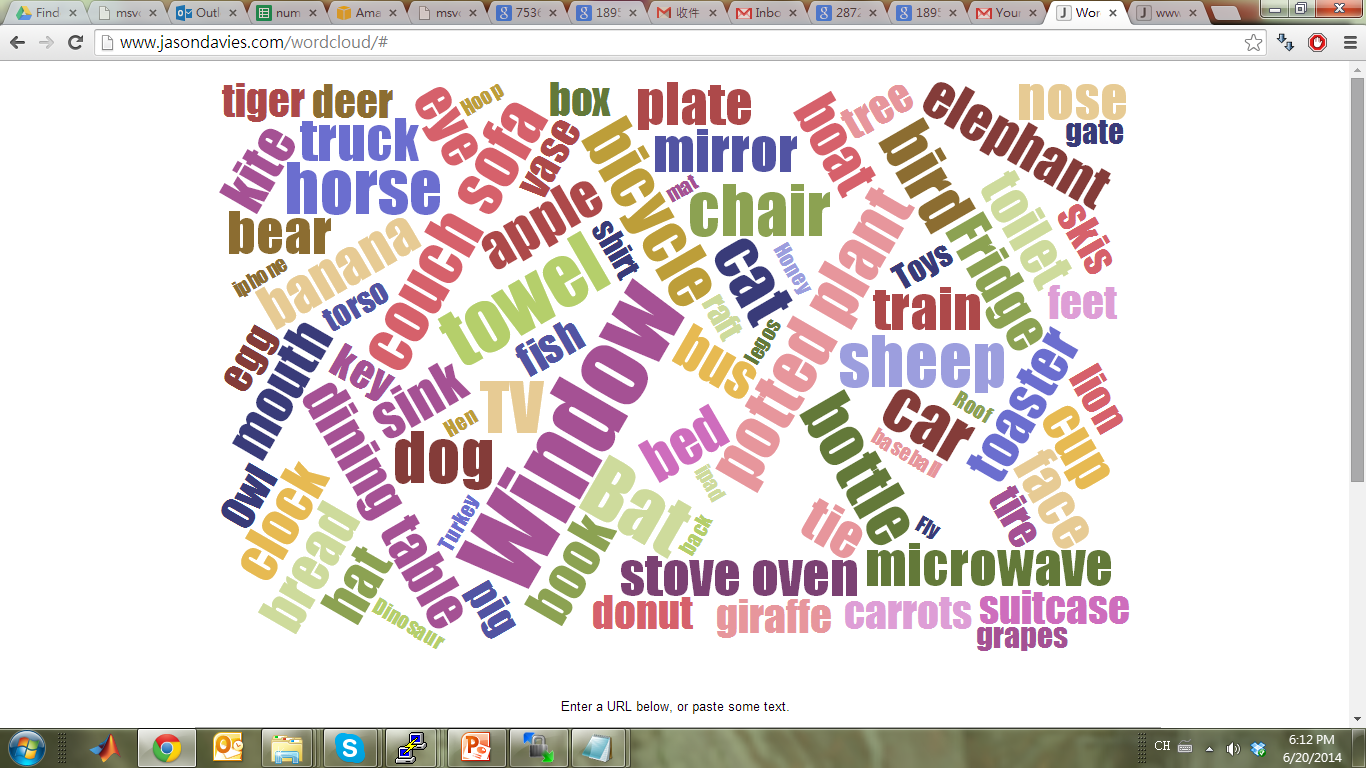 Find
msvc
Outl
num
Ama
msvc
7536
1895
收件
Inbo
2872
1895
Your
Wor
www
www.jasondavies.com/wordcloud/#
tiger
deer
eye
Hoop
box
plate
boat
tree
elephant
nose
gate
kite
truck
sofa
vase
bicycle
mirror
bird
horse
couch
apple
mat
chair
toilet
skis
bear
banana
shirt
cat
Honey
potted plant
Fridge
Toys
iphone
torso
towel
raft
legos
train
feet
egg
mouth
key
fish
Window
bus
sheep
toaster
lion
sink
TV
Hen
dining table
dog
bed
ipad
bottle
car
Roof
baseball
cup
Owl
clock
Turkey
Bat
back
tie
Fly
tire
face
bread
hat
Dinosaur
pig
book
stove
oven
microwave
donut
giraffe
carrots
suitcase
grapes
Enter a URL below, or paste some text.
CH
6:12 PM
6/20/2014